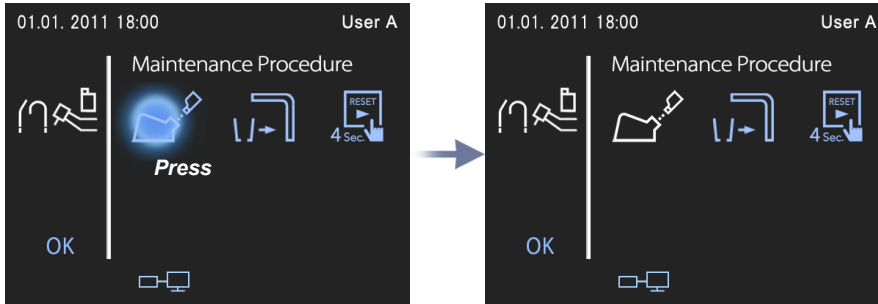 01.01. 2011 18:00 User A
Maintenance Procedure
RESET
4 Sec.
Press
OK
01.01. 2011 18:00 User A
Maintenance Procedure
RESET
4 Sec.
OK